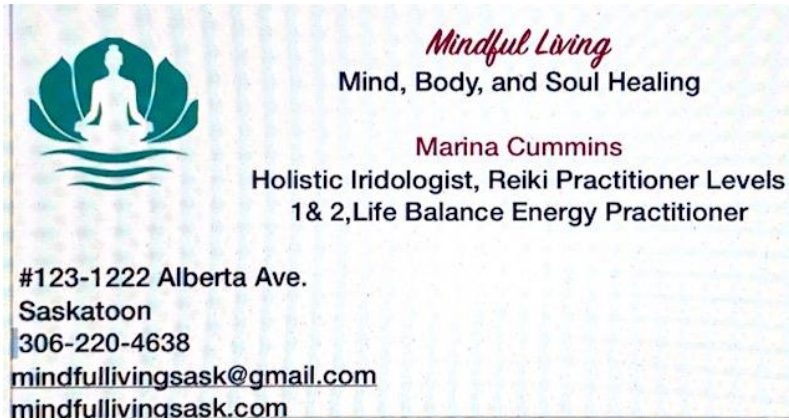 Mindful Living
Mind, Body, and Soul Healing
Marina Cummins
Holistic Iridologist, Reiki Practitioner Levels
1& 2,Life Balance Energy Practitioner
#123-1222 Alberta Ave.
Saskatoon
306-220-4638
mindfullivingsask@gmail.com
mindfullivingsask.com